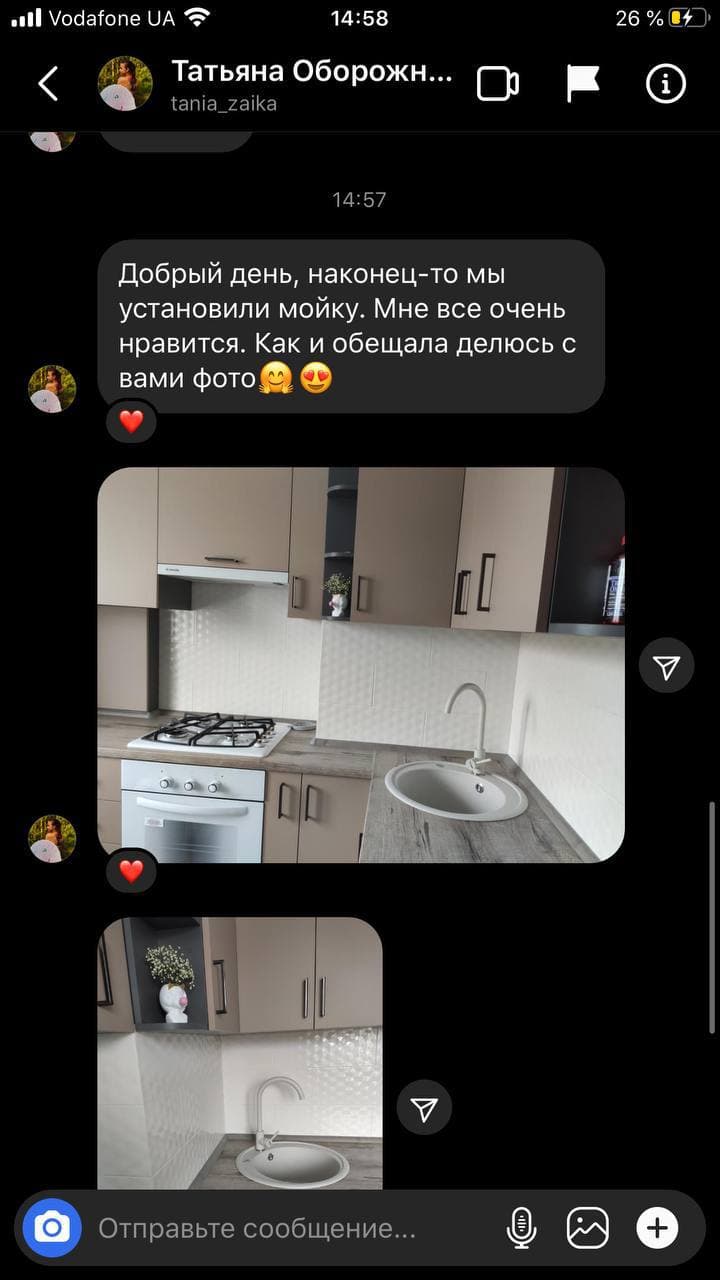 Vodafone UA
14:58
26 %
Татьяна Оборожн...
tania_zaika
14:57
Добрый день, наконец-то мы
установили мойку. Мне все очень
нравится. Как и обещала делюсь с
вами фото🤗😍
Отправьте сообщение...